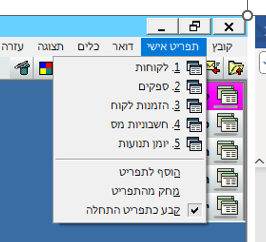 קובץ תפריט אישי דואר כלים תצוגה עזרה
1. לקוחות
2. ספקים
3. הזמנות לקוח
4. חשבוניות מס
5. יומן תנועות
הוסף לתפריט
מחק מהתפריט
קבע כתפריט התחלה